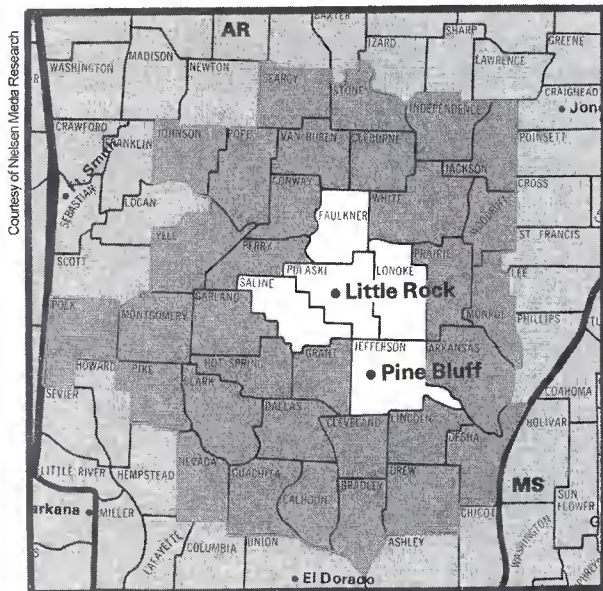 Courtesy of Nielsen Media Research
AR
BAXTER
SHARP
IZARD
GREENE
MADISON
WASHINGTON
NEWTON
LAWRENCE
SEARCY
STONE
INDEPENDENCE
CRAIGHEAD
CRAWFORD
JOHNSON
POPE
VAN BUREN
CLEBURNE
POINSETT
FRANKLIN
JACKSON
Ft. Smith
SEBASTIAN
CONWAY
WHITE
WOODRUFF
CROSS
LOGAN
FAULKNER
YELL
ST. FRANCIS
SCOTT
PERRY
PULASKI
LONOKE
PRAIRIE
LEE
SALINE
Little Rock
POLK
GARLAND
MONTGOMERY
MONROE
HOT SPRING
GRANT
JEFFERSON
ARKANSAS
HOWARD
PIKE
Pine Bluff
CLARK
COAHOMA
SEVIER
DALLAS
CLEVELAND
LINCOLN
BOLIVAR
DESHA
LITTLE RIVER
HEMPSTEAD
NEVADA
OUACHITA
DREW
MS
arkana
MILLER
CALHOUN
BRADLEY
CHICOT
SUN
FLOWER
LAFAYETTE
COLUMBIA
UNION
ASHLEY
WASHINGTON
El Dorado